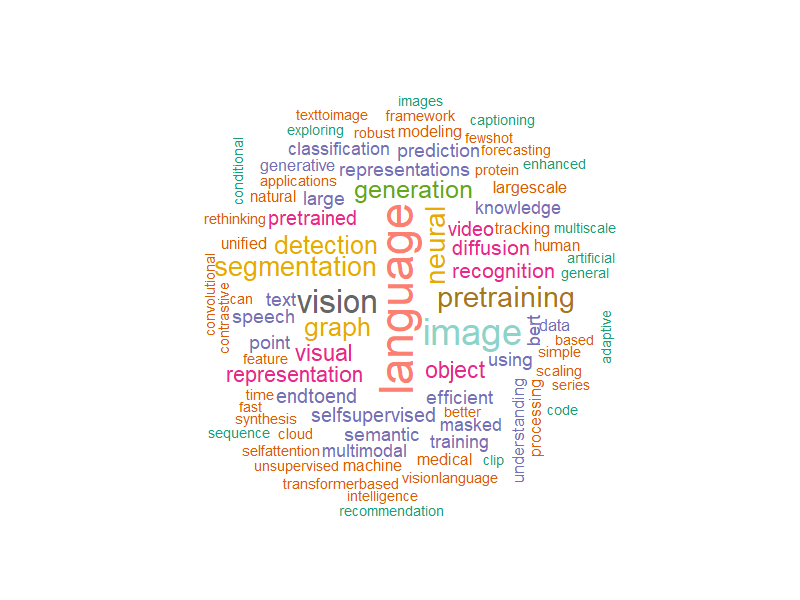 images
texttoimage framework
captioning
exploring robust modeling
fewshot
classification prediction forecasting
generative representations protein enhanced
conditional
applications generation largescale
natural large
knowledge
rethinking pretrained language neural video tracking multiscale
unified detection diffusion human
artificial
segmentation recognition general
convolutional
contrastive
can text vision pretraining
speech graph image bert data
adaptive
point visual using simple based
feature object scaling
representation series
time endtoend efficient
fast selfsupervised better code
synthesis masked understanding processing
sequence cloud semantic training
selfattention multimodal medical clip
unsupervised machine
transformerbased visionlanguage
intelligence
recommendation